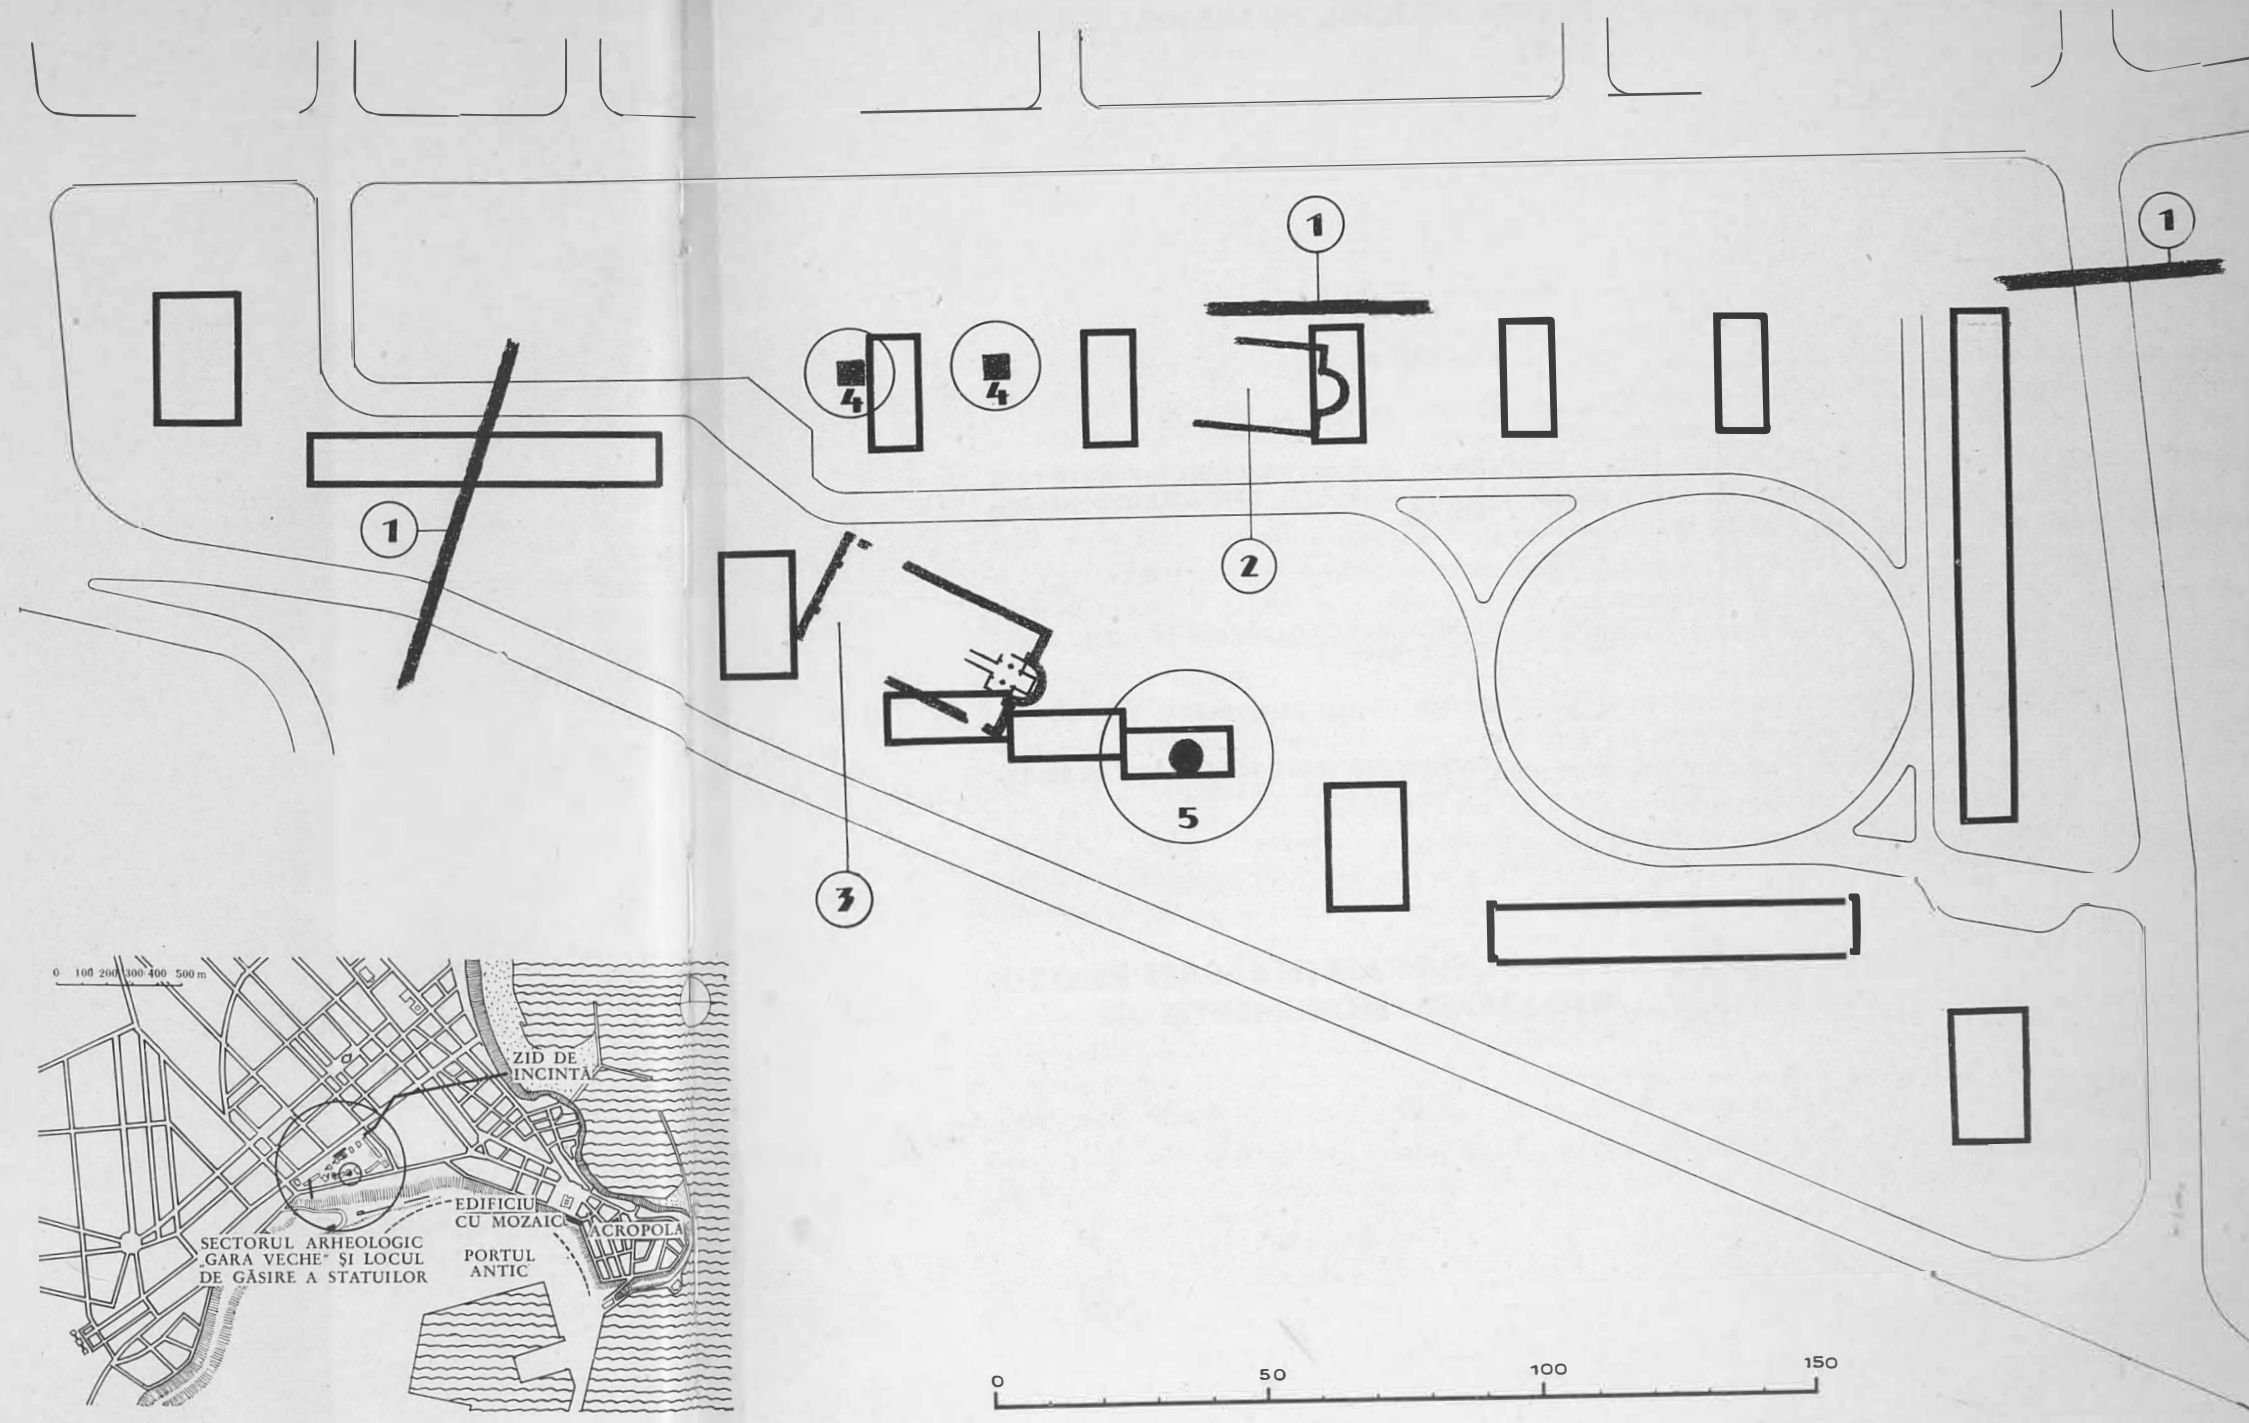 1
1
4
4
1
2
3
5
0 100 200 300 400 500 m
ZID DE
INCINTĂ
EDIFICIU
CU MOZAIC
ACROPOLA
SECTORUL ARHEOLOGIC
„GARA VECHE" ŞI LOCUL
DE GĂSIRE A STATUILOR
PORTUL
ANTIC
0 50 100 150